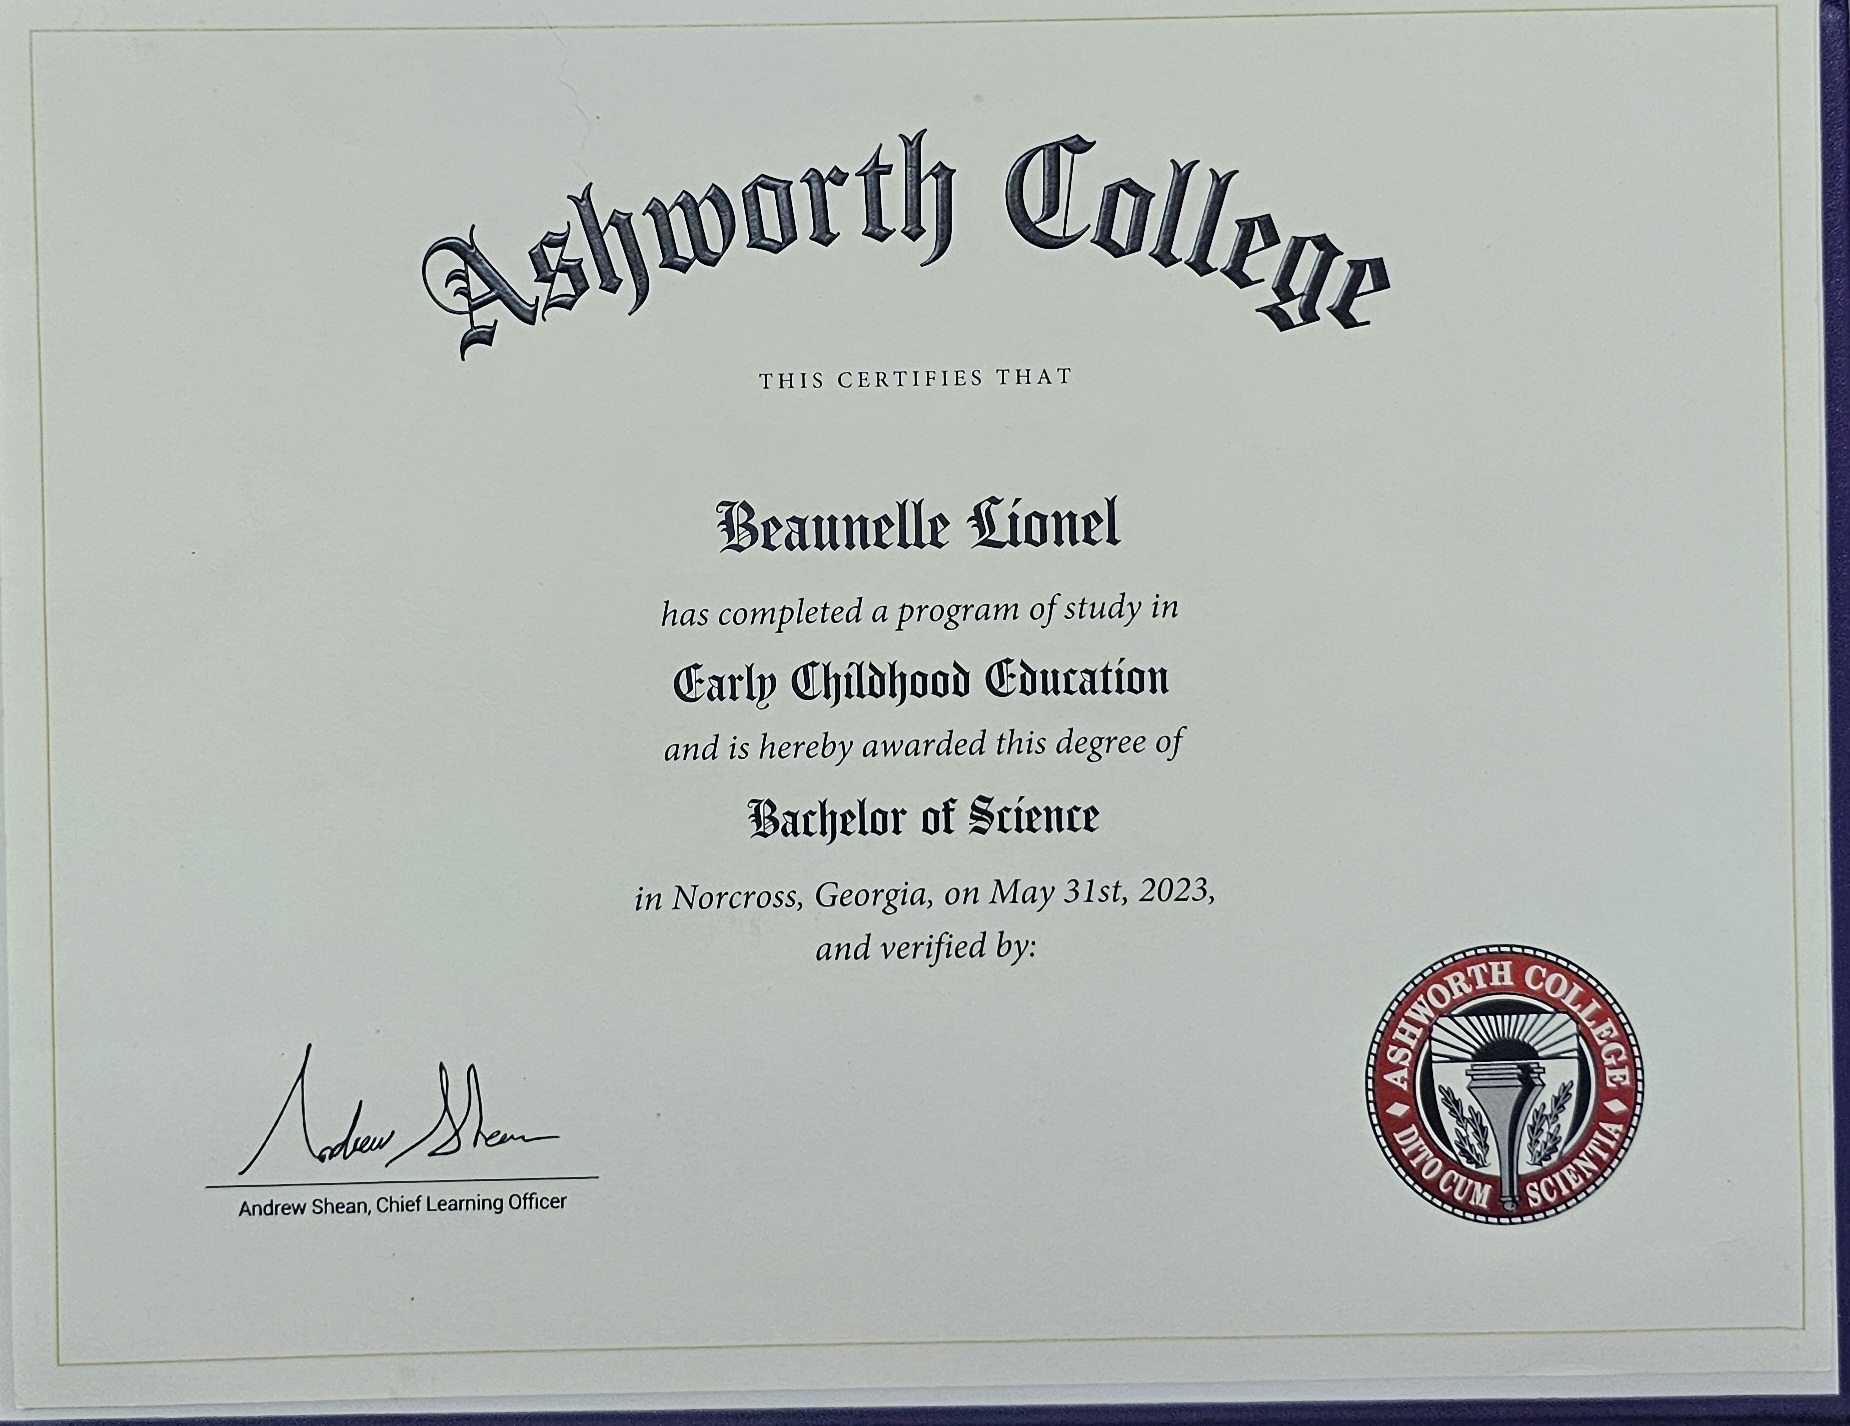 Ashworth College
THIS CERTIFIES THAT
Beaunelle Lionel
has completed a program of study in
Early Childhood Education
and is hereby awarded this degree of
Bachelor of Science
in Norcross, Georgia, on May 31st, 2023,
and verified by:
Andrew Shean
Andrew Shean, Chief Learning Officer
ASHWORTH COLLEGE
DITO CUM SCIENTIA